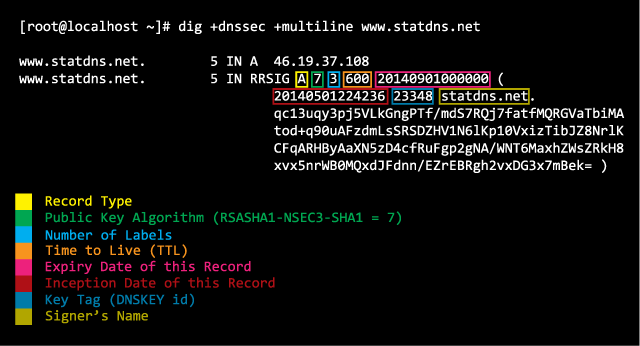 [root@localhost ~]# dig +dnssec +multiline www.statdns.net
www.statdns.net. 5 IN A 46.19.37.108
www.statdns.net. 5 IN RRSIG A 7 3 600 20140901000000 (
20140501224236 23348 statdns.net.
qc13uqy3pj5VLkGngPTf/mdS7RQj7fatfMQRGVaTbiMA
tod+q90uAFzdmLsSRSDZHV1N6lKp10VxizTibJZ8NrlK
CFqARHByAaXN5zD4cfRuFgp2gNA/WNT6MaxhZWsZRkH8
xvx5nrWB0MQxdJFdnn/EZrEBRgh2vxDG3x7mBek= )
Record Type
Public Key Algorithm (RSASHA1-NSEC3-SHA1 = 7)
Number of Labels
Time to Live (TTL)
Expiry Date of this Record
Inception Date of this Record
Key Tag (DNSKEY id)
Signer's Name